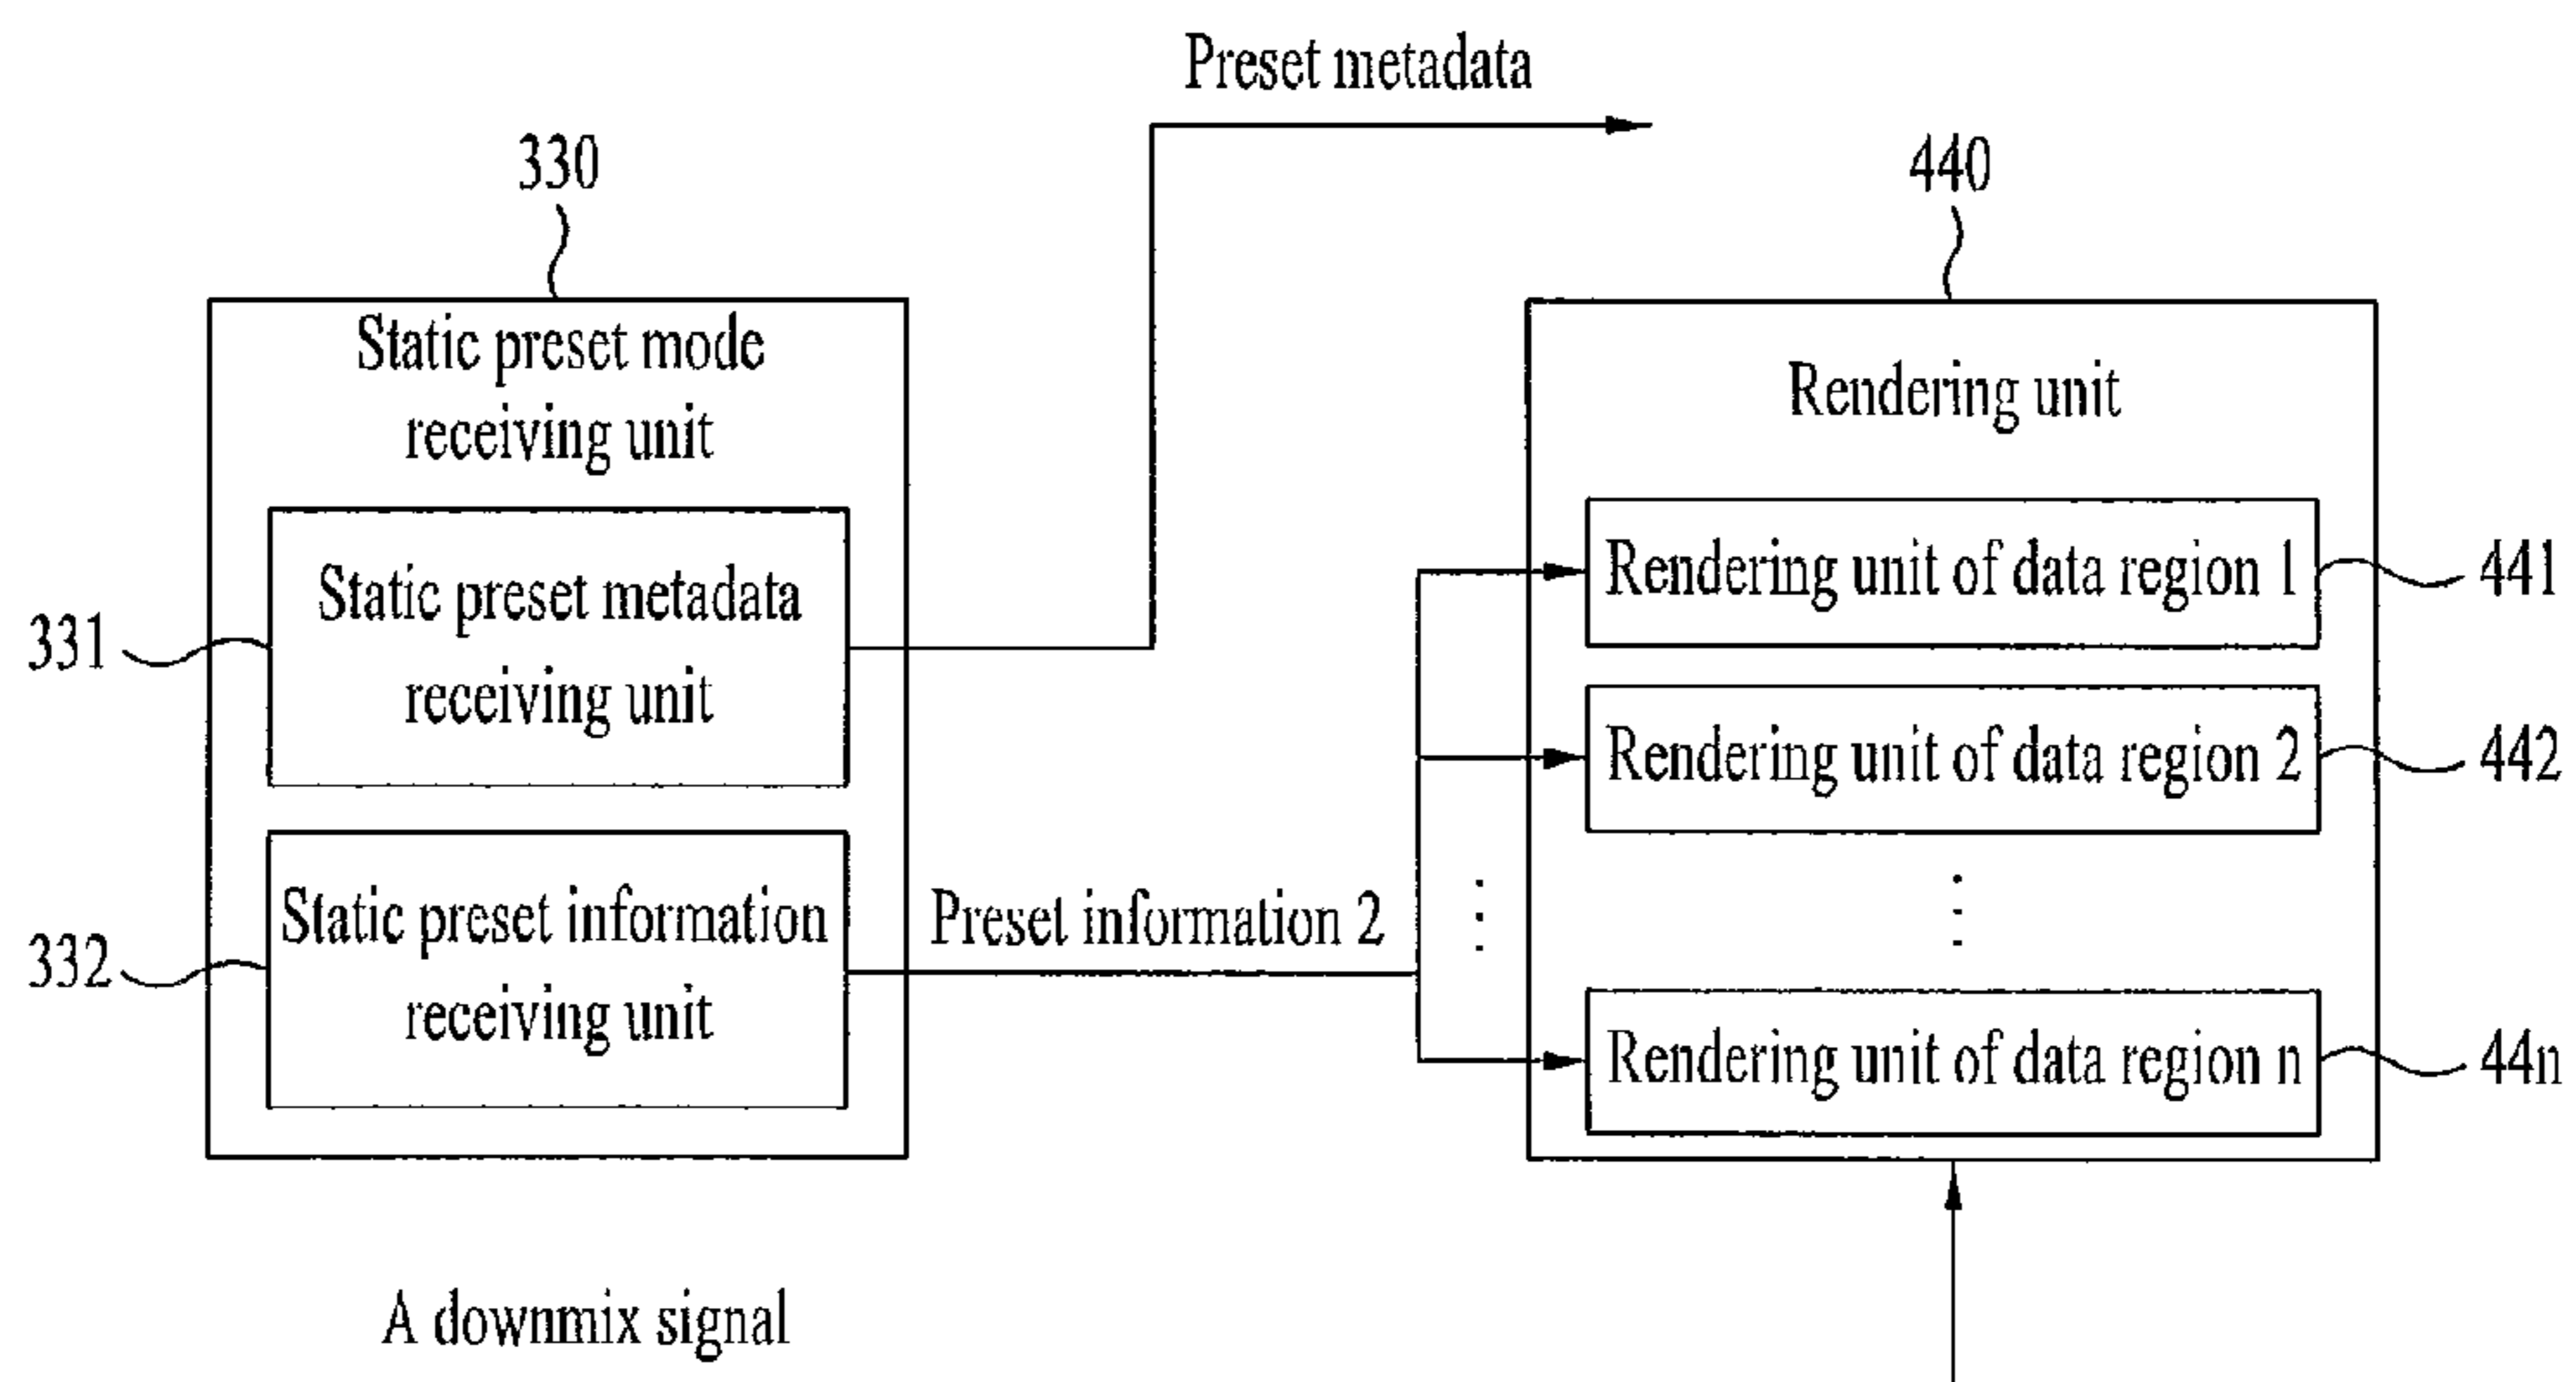 Preset metadata
330
440
Static preset mode
receiving unit
Rendering unit
331
Static preset metadata
receiving unit
Rendering unit of data region 1
441
Rendering unit of data region 2
442
332
Static preset information
receiving unit
Preset information 2
Rendering unit of data region n
44n
A downmix signal